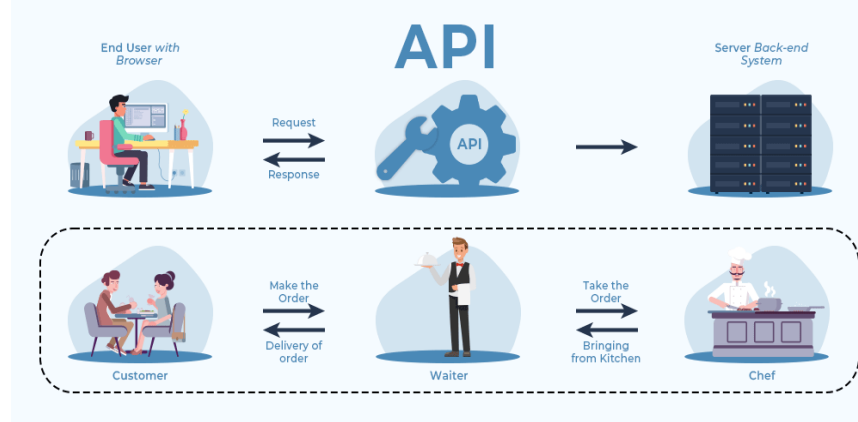 API
End User with
Browser
Server Back-end
System
Request
Response
API
Make the
Order
Delivery of
order
Take the
Order
Bringing
from Kitchen
Customer
Waiter
Chef